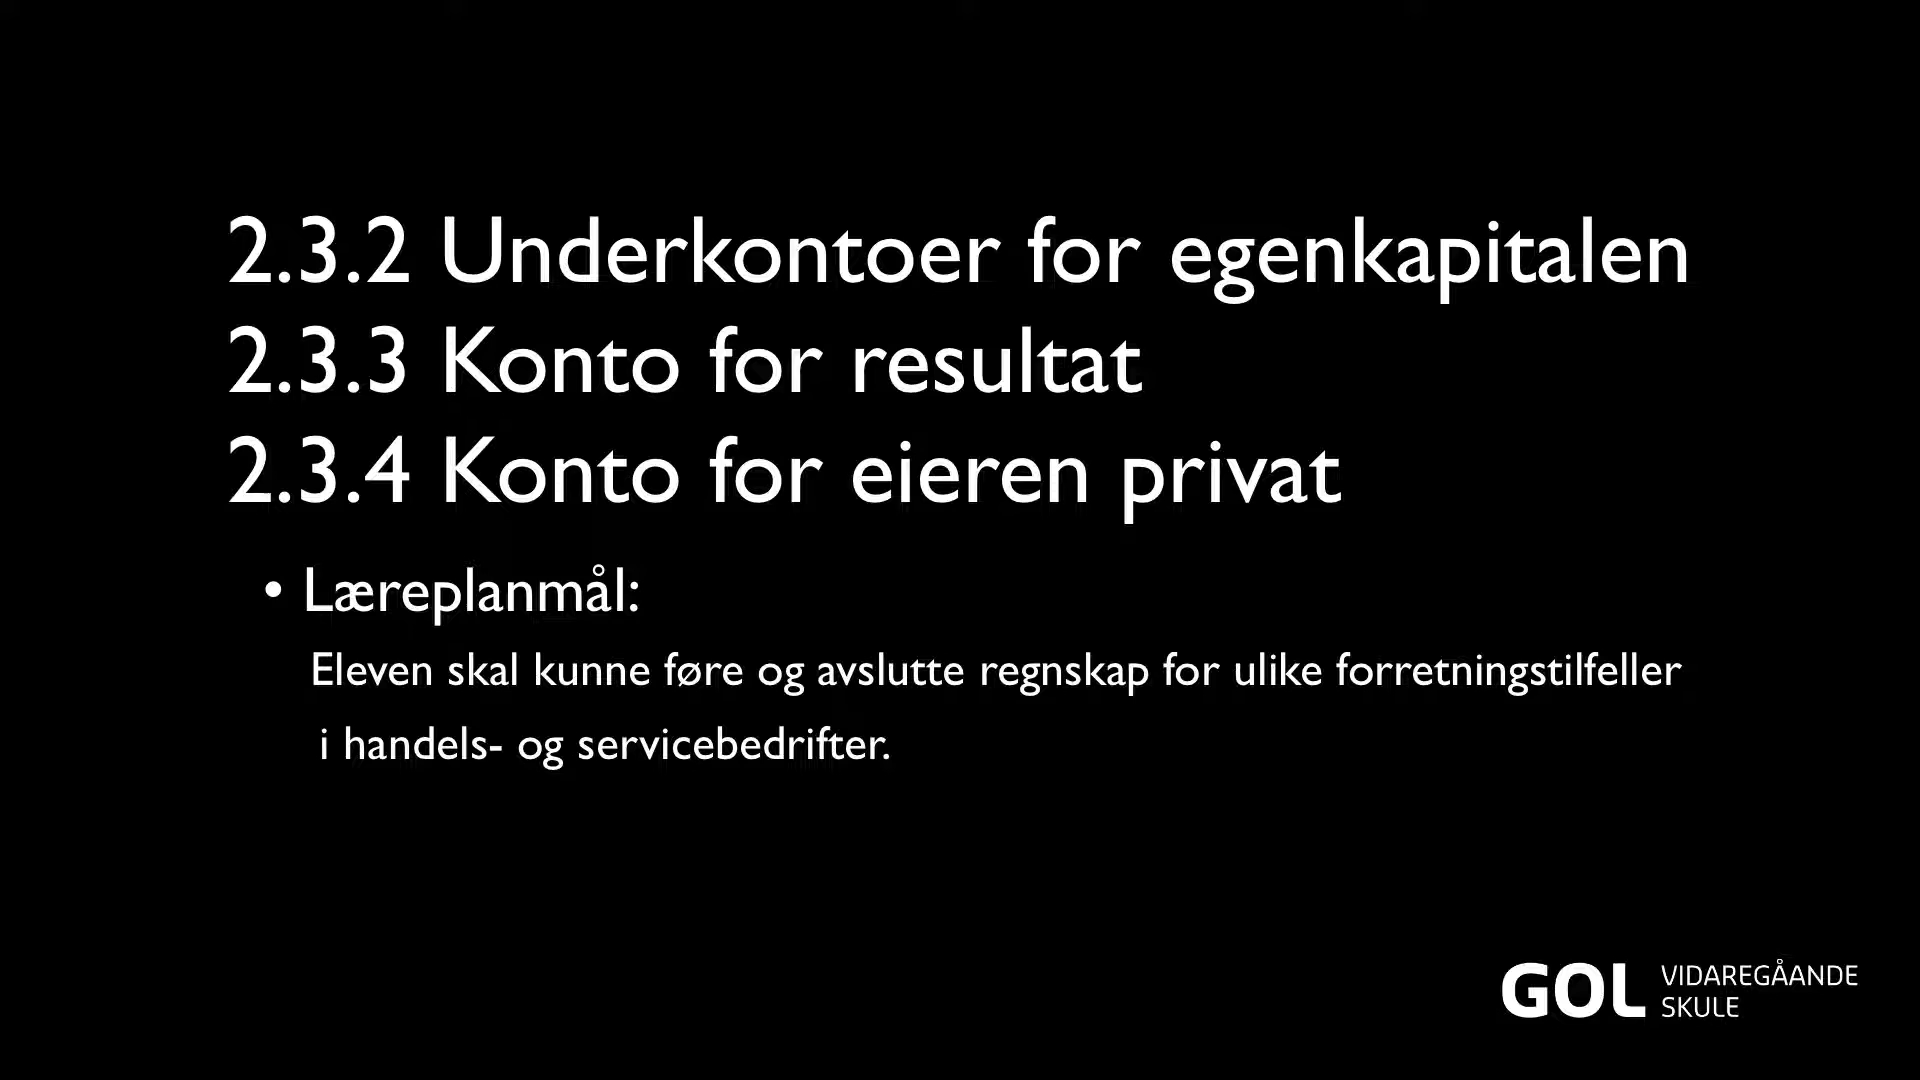 2.3.2 Underkontoer for egenkapitalen
2.3.3 Konto for resultat
2.3.4 Konto for eieren privat
• Læreplanmål:
Eleven skal kunne føre og avslutte regnskap for ulike forretningstilfeller
i handels- og servicebedrifter.
GOL VIDAREGÅANDE
SKULE